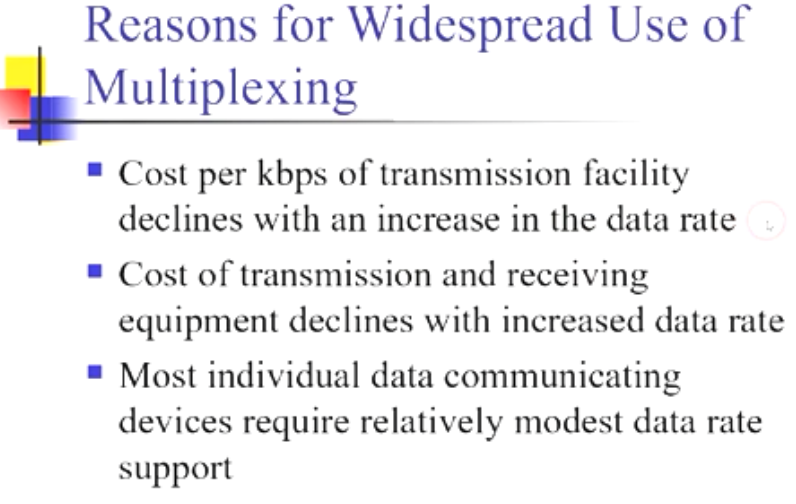 Reasons for Widespread Use of
Multiplexing
Cost per kbps of transmission facility
declines with an increase in the data rate
Cost of transmission and receiving
equipment declines with increased data rate
Most individual data communicating
devices require relatively modest data rate
support